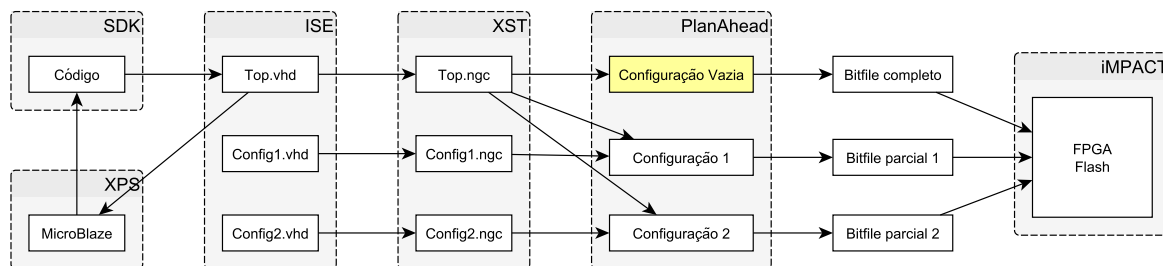 SDK
ISE
XST
PlanAhead
iMPACT
Código
Top.vhd
Top.ngc
Configuração Vazia
Bitfile completo
Config1.vhd
Config1.ngc
Configuração 1
Bitfile parcial 1
FPGA
Flash
XPS
MicroBlaze
Config2.vhd
Config2.ngc
Configuração 2
Bitfile parcial 2